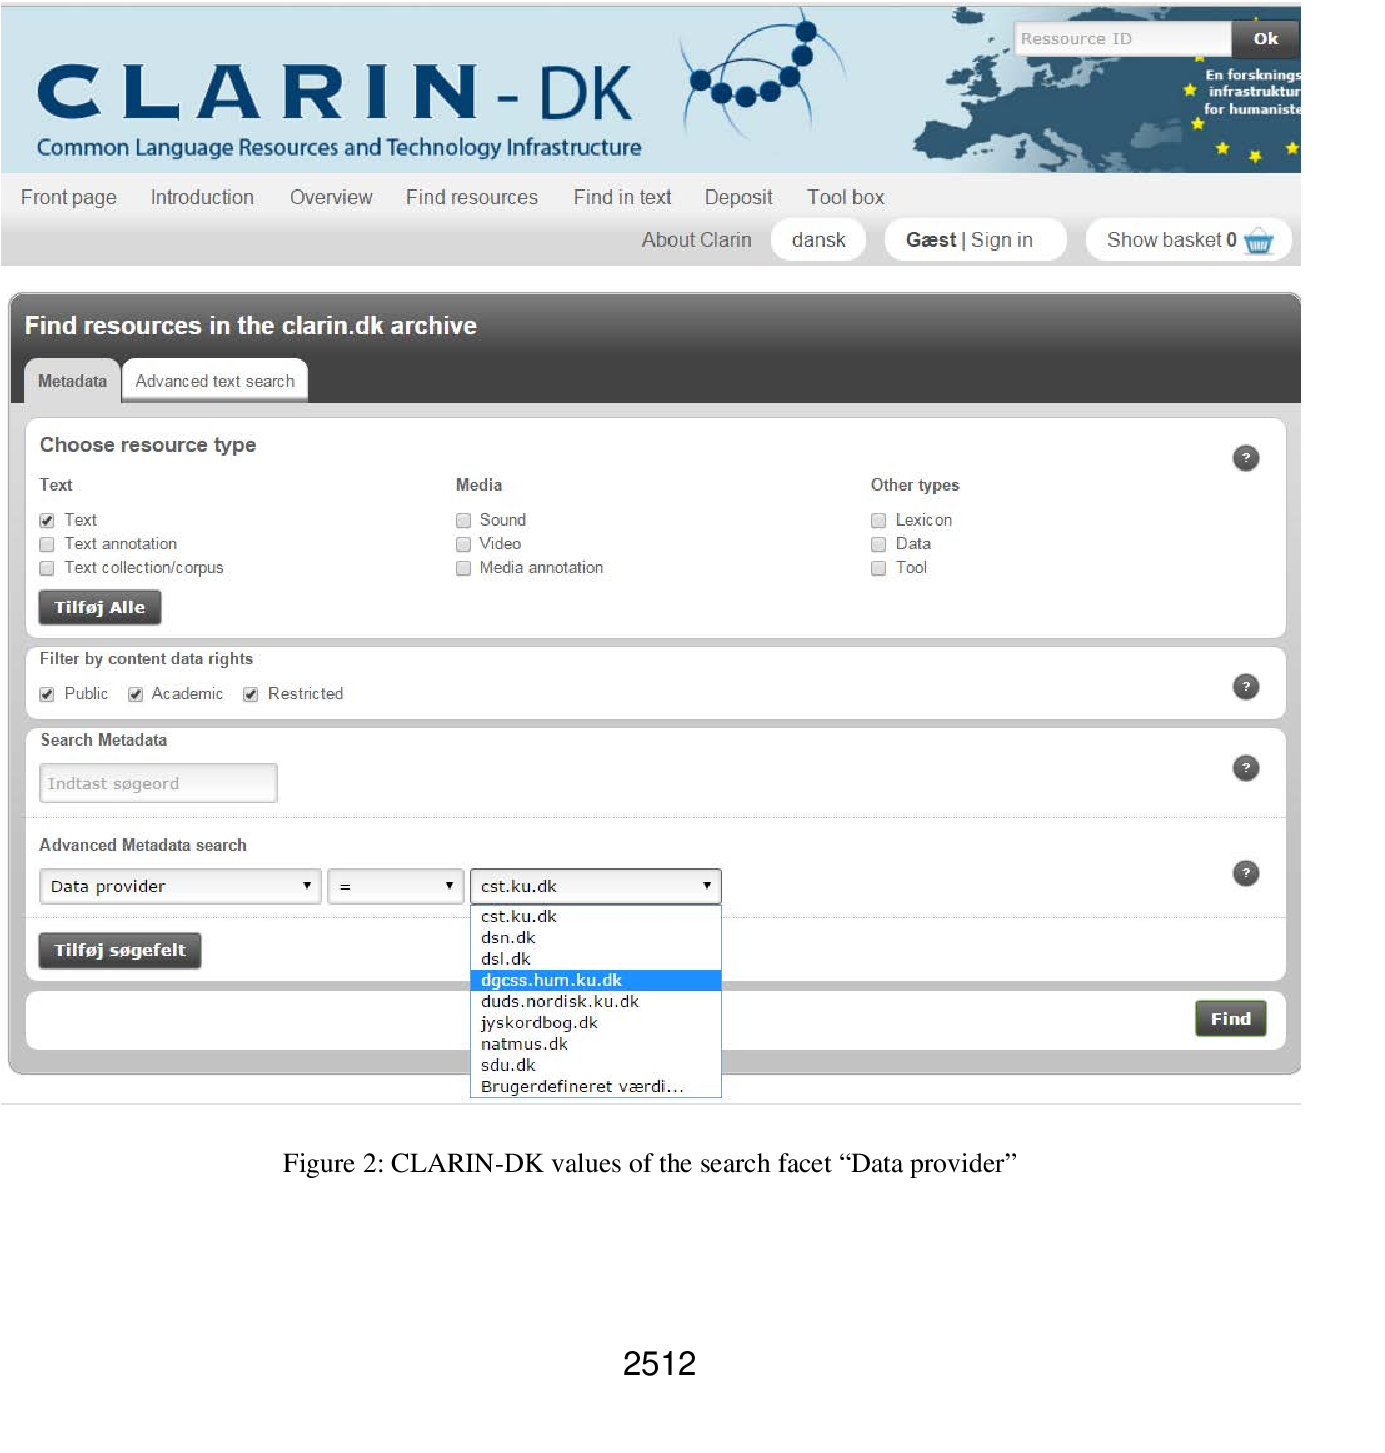 Ressource ID Ok
En forsknings
infrastruktur
for humaniste
CLARIN-DK
Common Language Resources and Technology Infrastructure
Front page Introduction Overview Find resources Find in text Deposit Tool box
About Clarin dansk Gæst | Sign in Show basket 0
Find resources in the clarin.dk archive
Metadata Advanced text search
Choose resource type
?
Text Media Other types
Text Sound Lexicon
Text annotation Video Data
Text collection/corpus Media annotation Tool
Tilføj Alle
Filter by content data rights
Public Academic Restricted
?
Search Metadata
Indtast søgeord
?
Advanced Metadata search
Data provider = cst.ku.dk
?
cst.ku.dk
dsn.dk
Tilføj søgefelt
dsl.dk
dgcss.hum.ku.dk
duds.nordisk.ku.dk
jyskordbog.dk
Find
natmus.dk
sdu.dk
Brugerdefineret værdi...
Figure 2: CLARIN-DK values of the search facet “Data provider”
2512